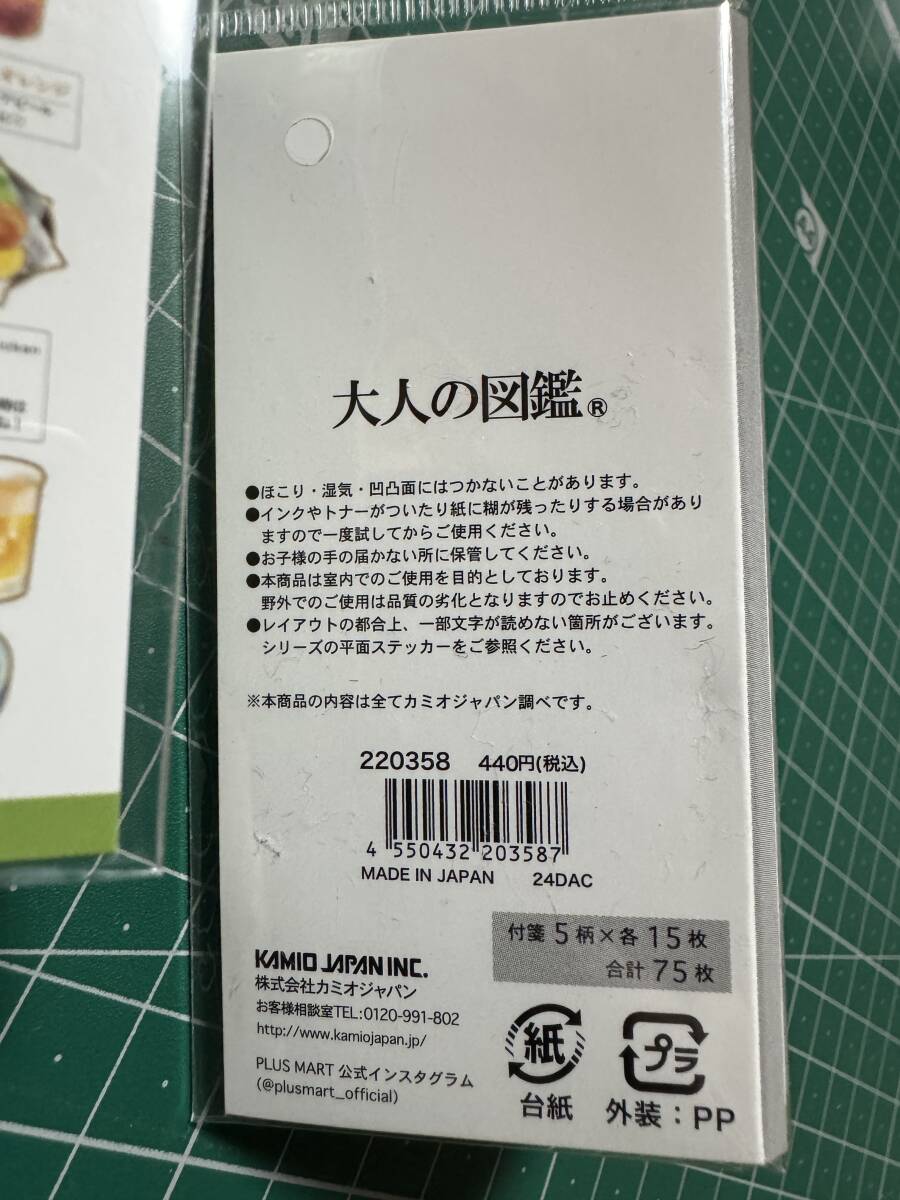 オレンジ
大人の図鑑®
●ほこり・湿気・凹凸面にはつかないことがあります。
●インクやトナーがついたり紙に糊が残ったりする場合があり
ますので一度試してからご使用ください。
●お子様の手の届かない所に保管してください。
●本商品は室内でのご使用を目的としております。
野外でのご使用は品質の劣化となりますのでお止めください。
●レイアウトの都合上、一部文字が読めない箇所がございます。
シリーズの平面ステッカーをご参照ください。
※本商品の内容は全てカミオジャパン調べです。
220358 440円(税込)
4 550432 203587
MADE IN JAPAN 24DAC
付箋 5 柄×各 15 枚
合計 75 枚
KAMIO JAPAN INC.
株式会社カミオジャパン
お客様相談室TEL:0120-991-802
http://www.kamiojapan.jp/
PLUS MART 公式インスタグラム
(@plusmart_official)
紙
台紙
プラ
外装：PP